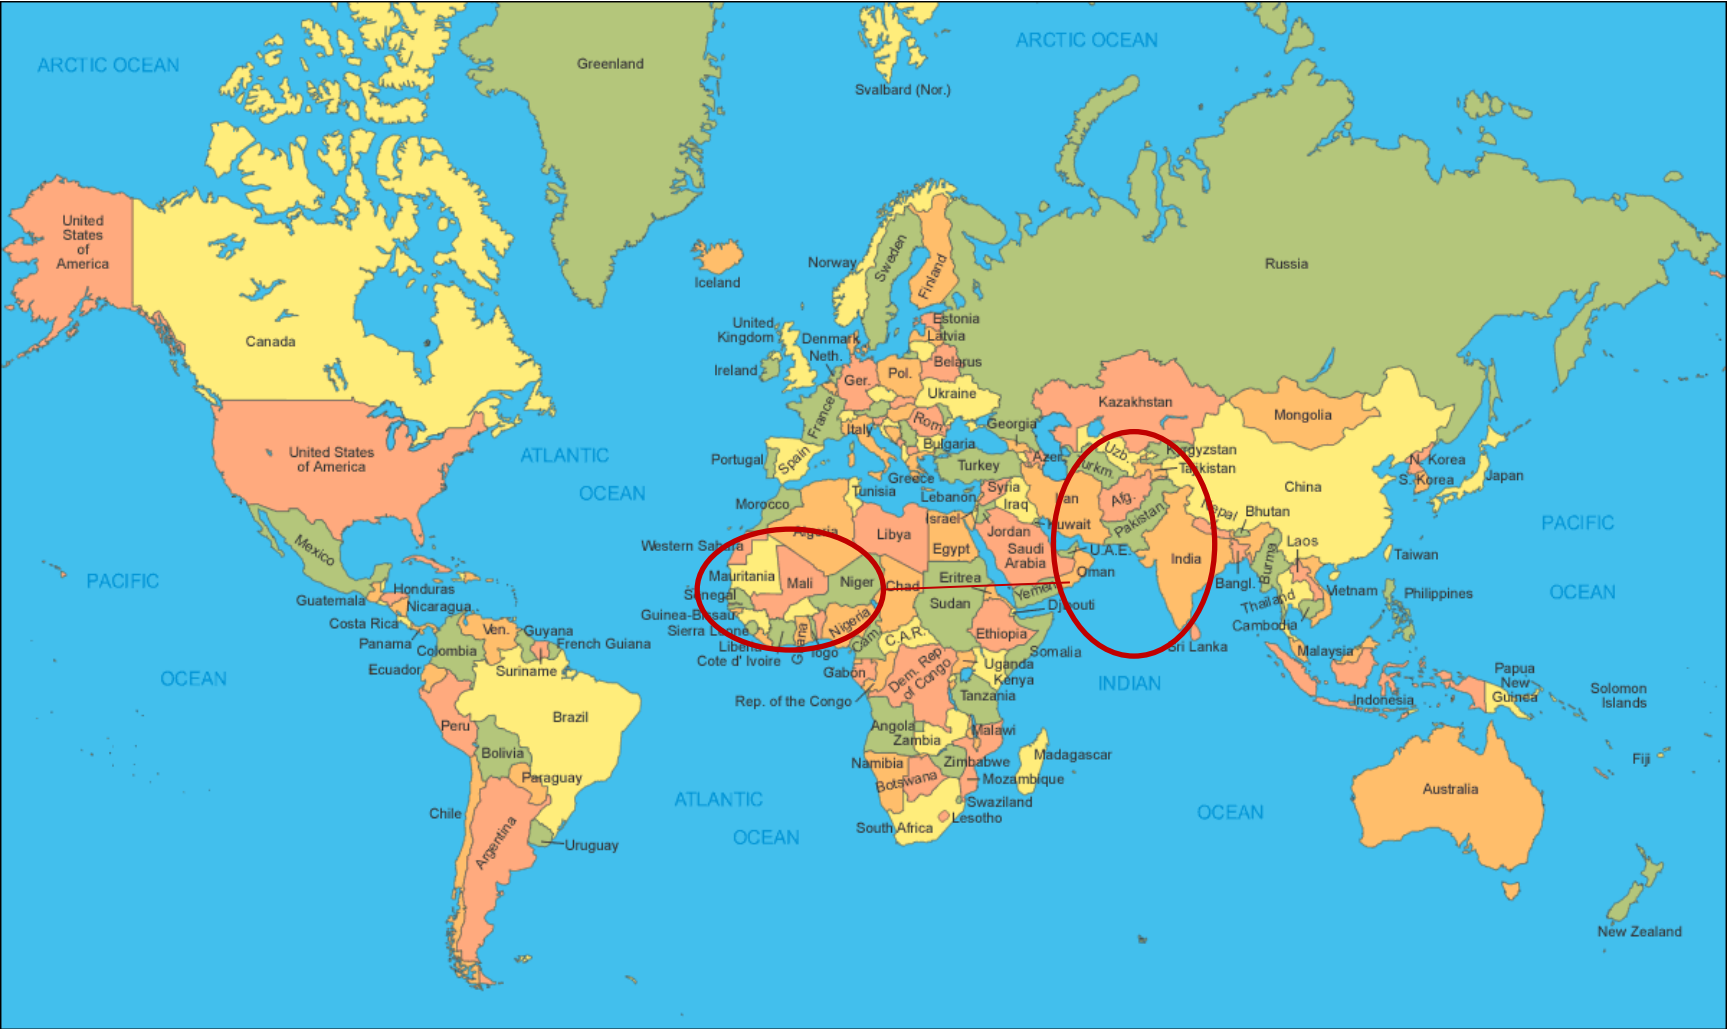 ARCTIC OCEAN
Greenland
Svalbard (Nor.)
ARCTIC OCEAN
United
States
of
America
Canada
Iceland
Norway
Sweden
Finland
Russia
Estonia
Latvia
Belarus
United
Kingdom
Ireland
Denmark
Neth.
Ger.
Pol.
Ukraine
France
Italy
Rom.
Bulgaria
Georgia
Azer.
Kazakhstan
Mongolia
United States
of America
ATLANTIC
OCEAN
Portugal
Spain
Greece
Turkey
Uzb.
Turkm.
Kyrgyzstan
Tajikistan
China
N. Korea
S. Korea
Japan
Morocco
Tunisia
Lebanon
Syria
Iraq
Iran
Afg.
Pakistan
Nepal
Bhutan
Algeria
Libya
Israel
Egypt
Jordan
Kuwait
Saudi
Arabia
U.A.E.
Oman
India
Laos
Burma
Taiwan
PACIFIC
OCEAN
Mexico
Western Sahara
Mauritania
Mali
Niger
Chad
Eritrea
Yemen
Bangl.
Vietnam
Philippines
Thailand
Cambodia
PACIFIC
OCEAN
Honduras
Guatemala
Nicaragua
Costa Rica
Panama
Ven.
Guyana
French Guiana
Colombia
Suriname
Ecuador
Senegal
Guinea-Bissau
Sierra Leone
Liberia
Cote d' Ivoire
Ghana
Togo
Nigeria
Cam.
C.A.R.
Sudan
Djibouti
Ethiopia
Somalia
Sri Lanka
Malaysia
Indonesia
Papua
New
Guinea
Solomon
Islands
Gabon
Rep. of the Congo
Dem. Rep.
of Congo
Uganda
Kenya
Tanzania
INDIAN
OCEAN
Peru
Brazil
Bolivia
Paraguay
Chile
Argentina
Uruguay
ATLANTIC
OCEAN
Angola
Zambia
Malawi
Madagascar
Namibia
Zimbabwe
Botswana
Mozambique
Swaziland
Lesotho
South Africa
Fiji
Australia
New Zealand